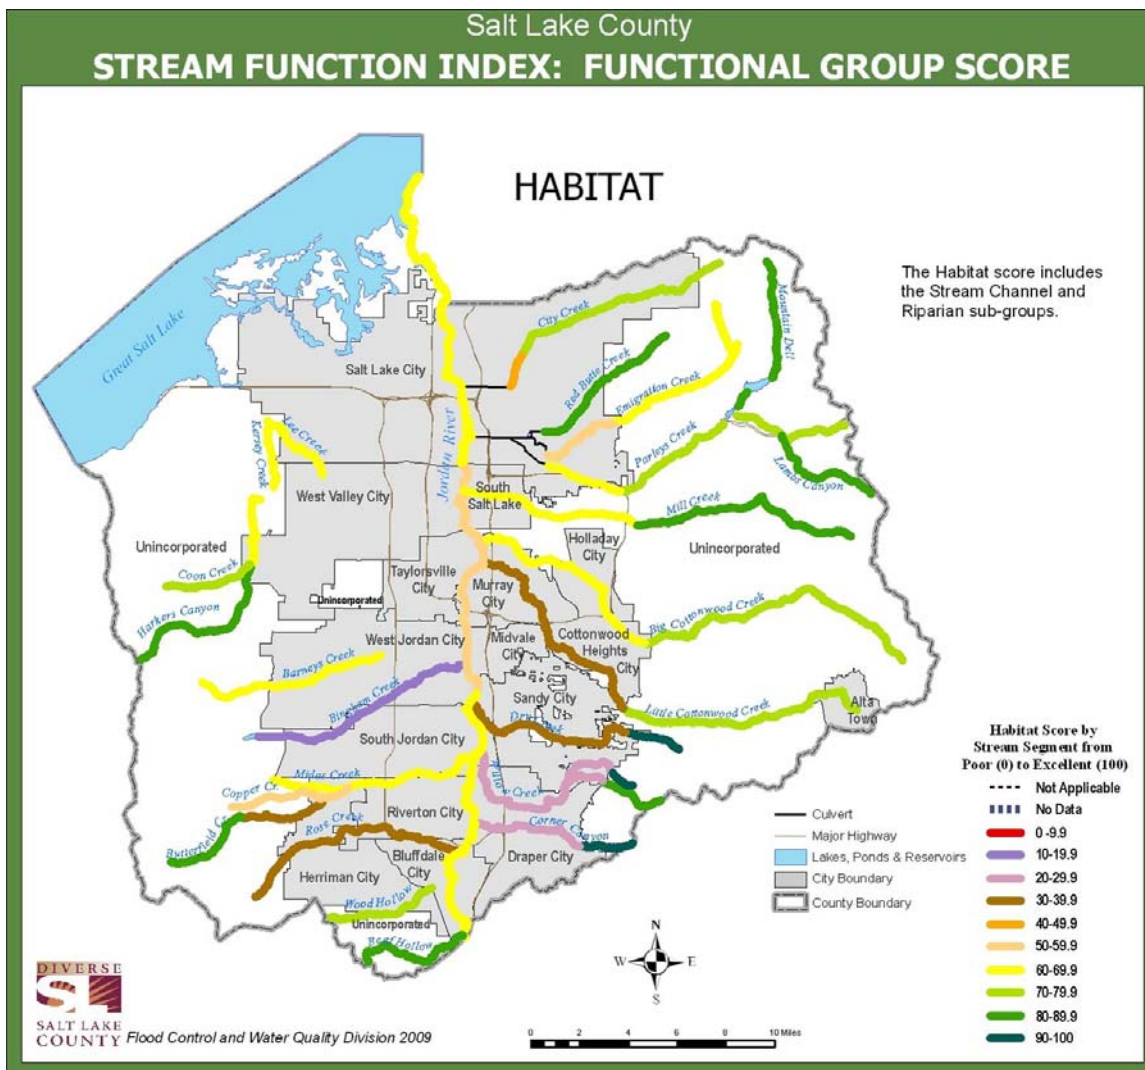 Salt Lake County
STREAM FUNCTION INDEX: FUNCTIONAL GROUP SCORE
HABITAT
The Habitat score includes
the Stream Channel and
Riparian sub-groups.
Great Salt Lake
Salt Lake City
City Creek
Mountain Dell
Red Butte Creek
Emigration Creek
Jordan River
Lee Creek
Kersey Creek
Parleys Creek
Lambs Canyon
West Valley City
South
Salt Lake
Mill Creek
Holladay
City
Unincorporated
Unincorporated
Coon Creek
Taylorsville
City
Murray
City
Unincorporated
Harkers Canyon
Big Cottonwood Creek
West Jordan City
Midvale
City
Cottonwood
Heights
City
Barneys Creek
Bingham Creek
Sandy City
Alta
Town
Little Cottonwood Creek
South Jordan City
Midas Creek
Copper Cr.
Creek
Riverton City
Rose Creek
Corner Canyon
Butterfield Cr.
Bluffdale
City
Draper City
Herriman City
Wood Hollow
Unincorporated
Beef Hollow
Culvert
Major Highway
Lakes, Ponds & Reservoirs
City Boundary
County Boundary
Habitat Score by
Stream Segment from
Poor (0) to Excellent (100)
Not Applicable
No Data
0 -9.9
10-19.9
20-29.9
30-39.9
40-49.9
50-59.9
60-69.9
70-79.9
80-89.9
90-100
N
W E
S
DIVERSE
SL
SALT LAKE
COUNTY
Flood Control and Water Quality Division 2009
0 2 4 6 8 10 Miles